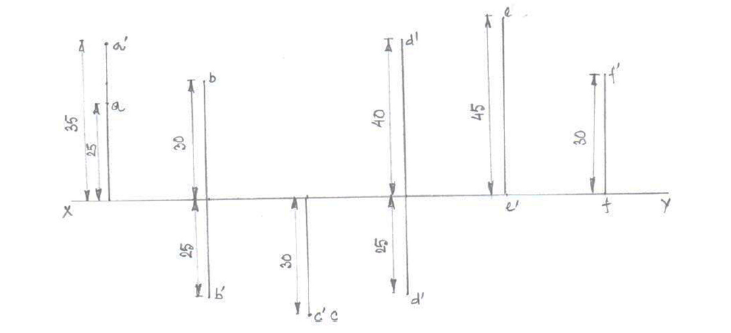 a' a 35 25
b 30 25 b'
30 c' c
d' 40 25 d'
e 45 e'
f' 30 f
X Y